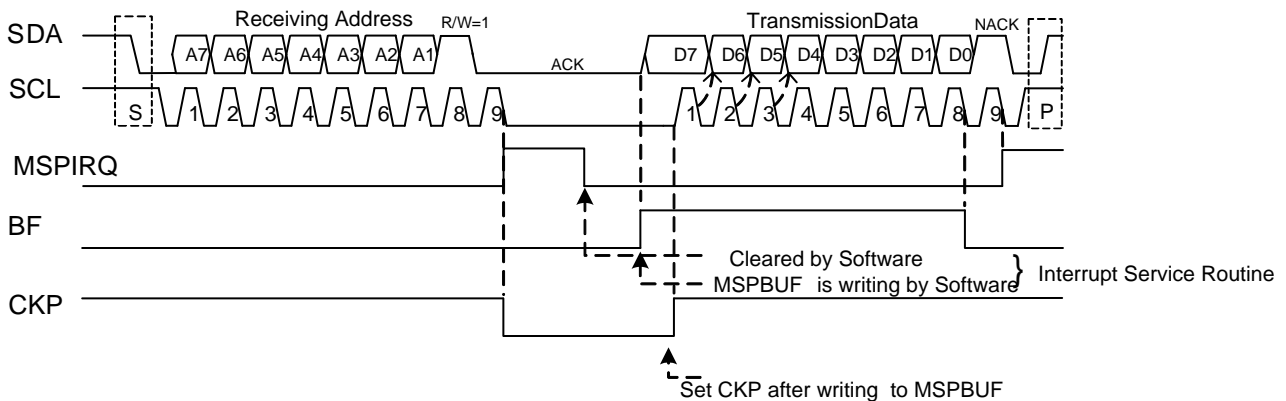 Receiving Address R/W=1 TransmissionData NACK
SDA A7 A6 A5 A4 A3 A2 A1 ACK D7 D6 D5 D4 D3 D2 D1 D0
SCL S 1 2 3 4 5 6 7 8 9 1 2 3 4 5 6 7 8 9 P
MSPIRQ
BF
Cleared by Software
MSPBUF is writing by Software } Interrupt Service Routine
CKP
Set CKP after writing to MSPBUF